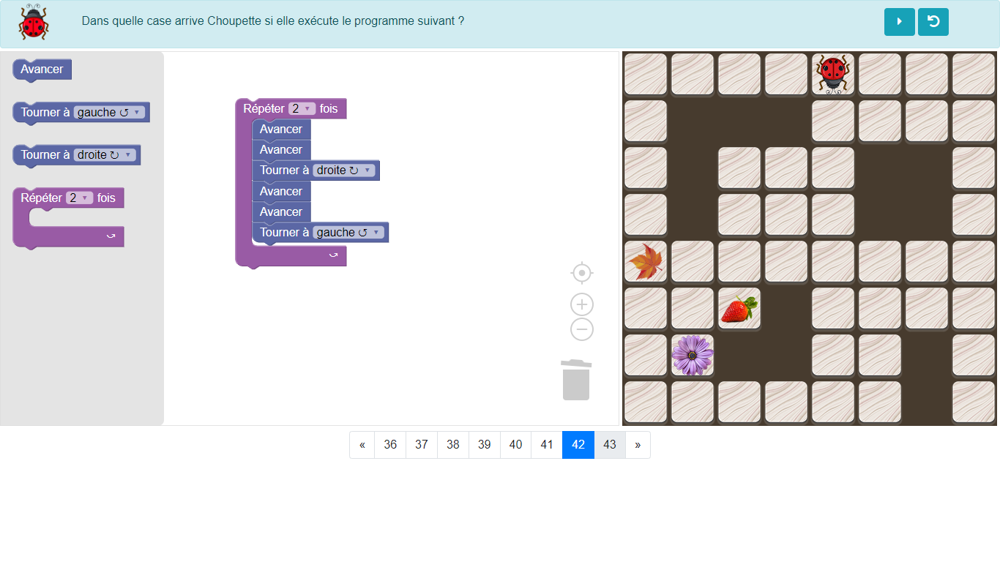 Dans quelle case arrive Choupette si elle exécute le programme suivant ?
Avancer
Tourner à gauche ↺ ▾
Tourner à droite ↻ ▾
Répéter 2 ▾ fois
Répéter 2 ▾ fois
Avancer
Avancer
Tourner à droite ↻ ▾
Avancer
Avancer
Tourner à gauche ↺ ▾
« 36 37 38 39 40 41 42 43 »